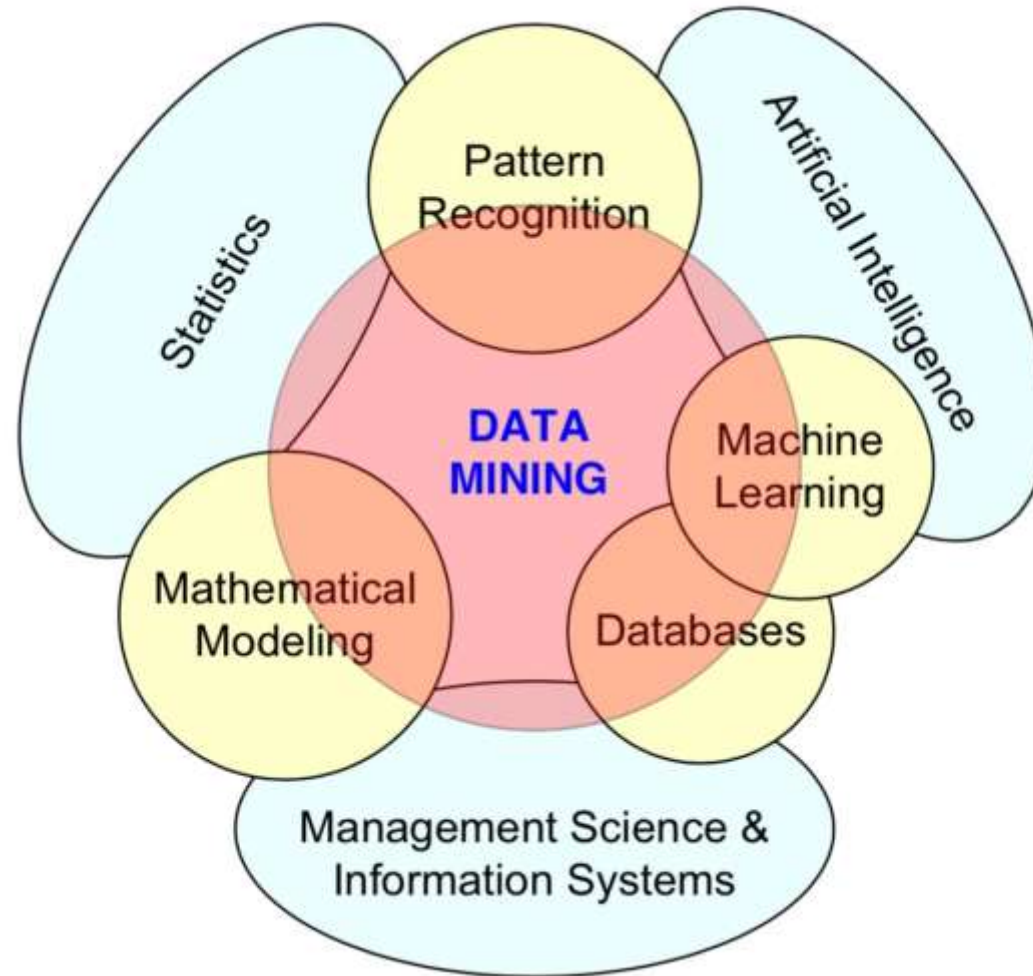 Pattern
Recognition
Statistics
Artificial Intelligence
DATA
MINING
Machine
Learning
Mathematical
Modeling
Databases
Management Science &
Information Systems